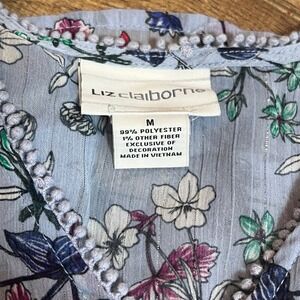 Liz claiborne
M
99% POLYESTER
1% OTHER FIBER
EXCLUSIVE OF
DECORATION
MADE IN VIETNAM